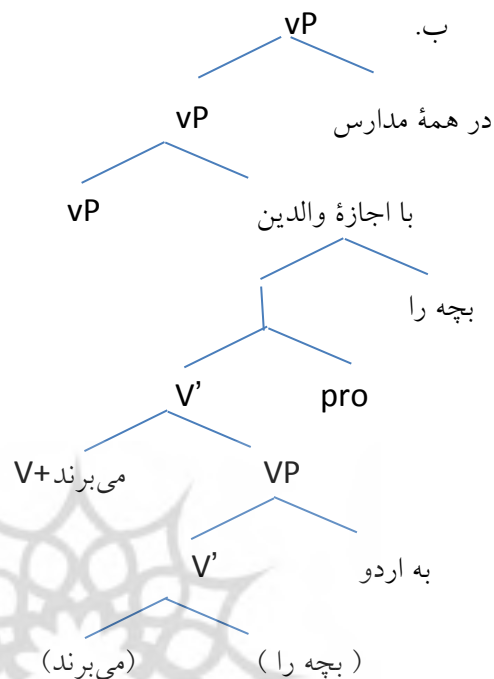 ب. vP
در همهٔ مدارس vP
با اجازهٔ والدین vP
بچه را
pro V’
VP می‌برند+V
به اردو V’
( بچه را ) (می‌برند)